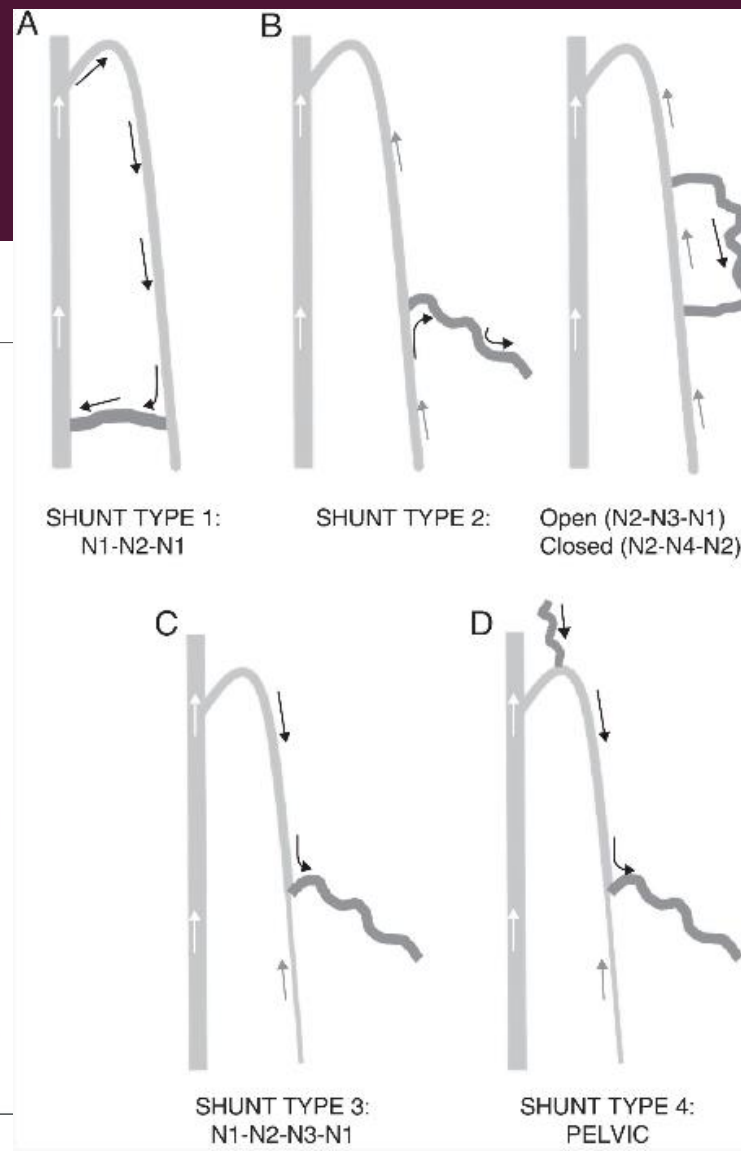 A
B
SHUNT TYPE 1:
N1-N2-N1
SHUNT TYPE 2:
Open (N2-N3-N1)
Closed (N2-N4-N2)
C
D
SHUNT TYPE 3:
N1-N2-N3-N1
SHUNT TYPE 4:
PELVIC